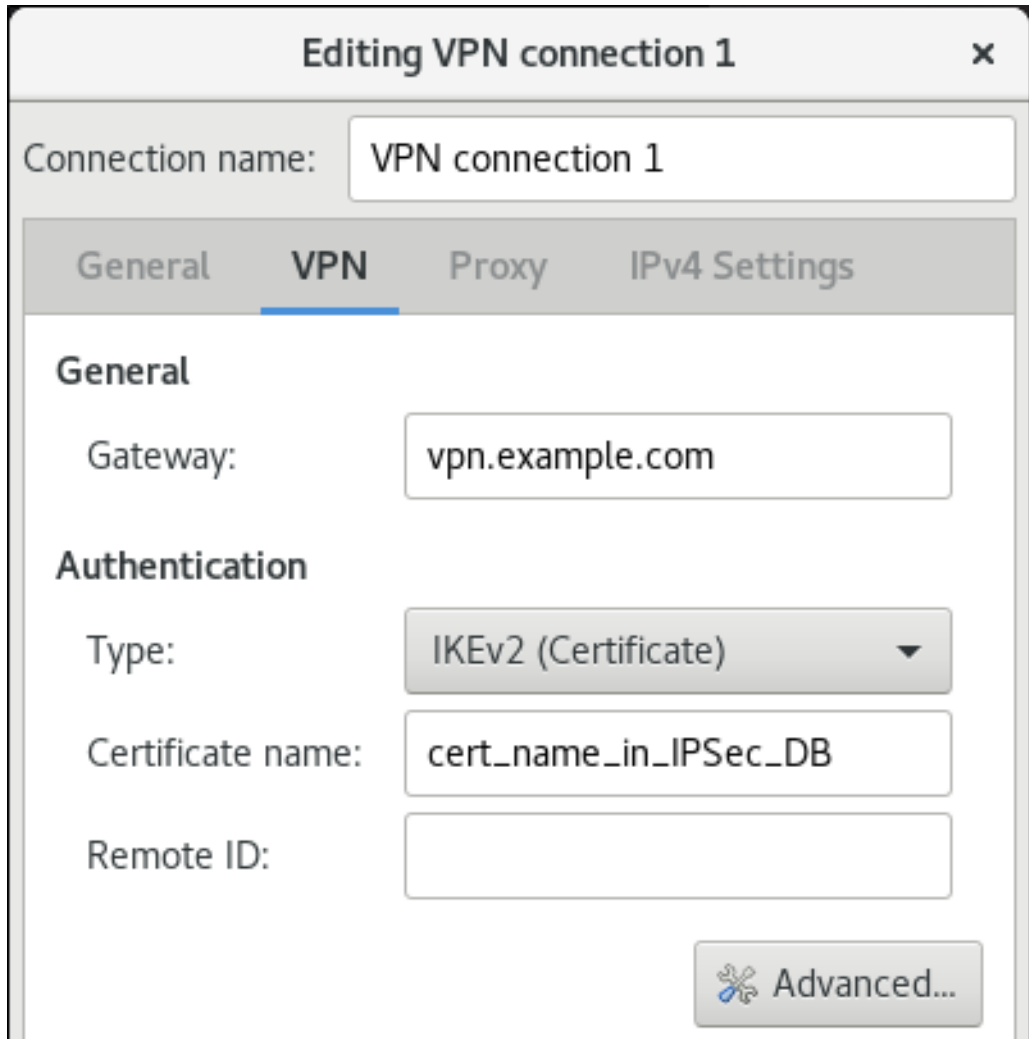 Editing VPN connection 1 ×
Connection name: VPN connection 1
General VPN Proxy IPv4 Settings
General
Gateway: vpn.example.com
Authentication
Type: IKEv2 (Certificate)
Certificate name: cert_name_in_IPSec_DB
Remote ID:
Advanced...